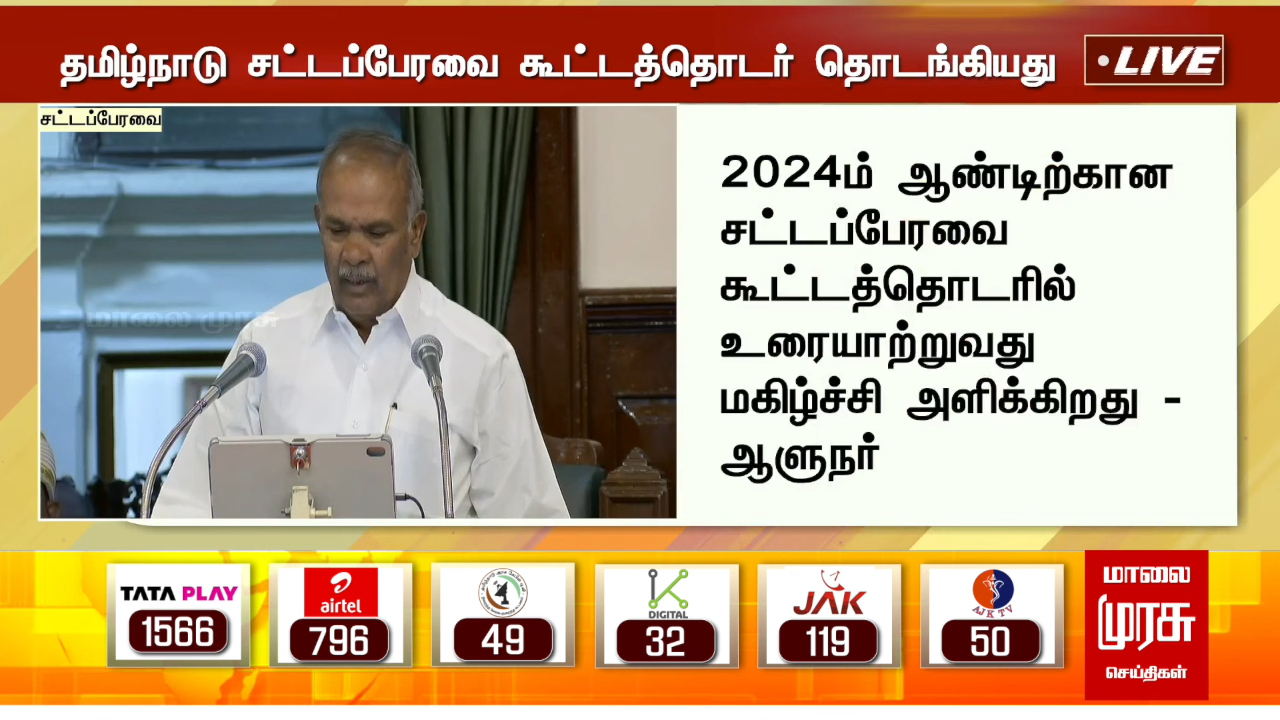 தமிழ்நாடு சட்டப்பேரவை கூட்டத்தொடர் தொடங்கியது
•LIVE
சட்டப்பேரவை
மாலை முரசு
2024ம் ஆண்டிற்கான
சட்டப்பேரவை
கூட்டத்தொடரில்
உரையாற்றுவது
மகிழ்ச்சி அளிக்கிறது -
ஆளுநர்
TATA PLAY
1566
airtel
796
49
DIGITAL
32
JAK
119
AJK TV
50
மாலை
முரசு
செய்திகள்